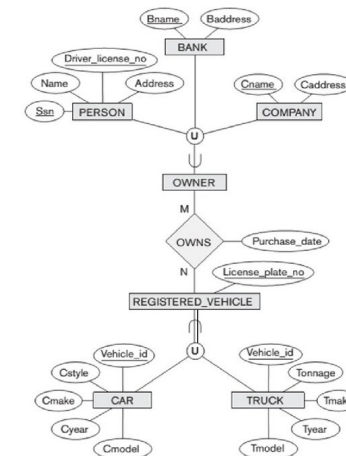 Bname Baddress
BANK
Driver_license_no
Name Address
Cname Caddress
Ssn PERSON
COMPANY
U
OWNER
M
OWNS
Purchase_date
N
License_plate_no
REGISTERED_VEHICLE
U
Vehicle_id
Vehicle_id
Cstyle
Tonnage
Cmake CAR
TRUCK Tmak
Cyear
Tyear
Cmodel
Tmodel